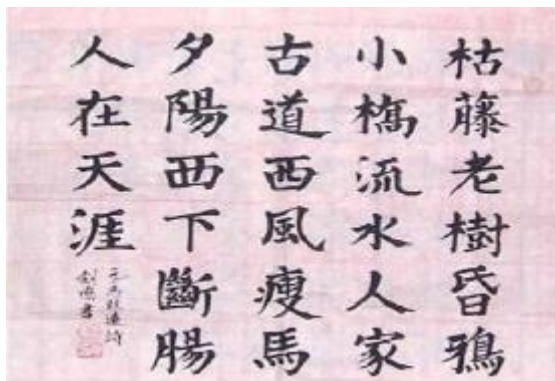 枯藤老樹昏鴉
小橋流水人家
古道西風瘦馬
夕陽西下斷腸
人在天涯